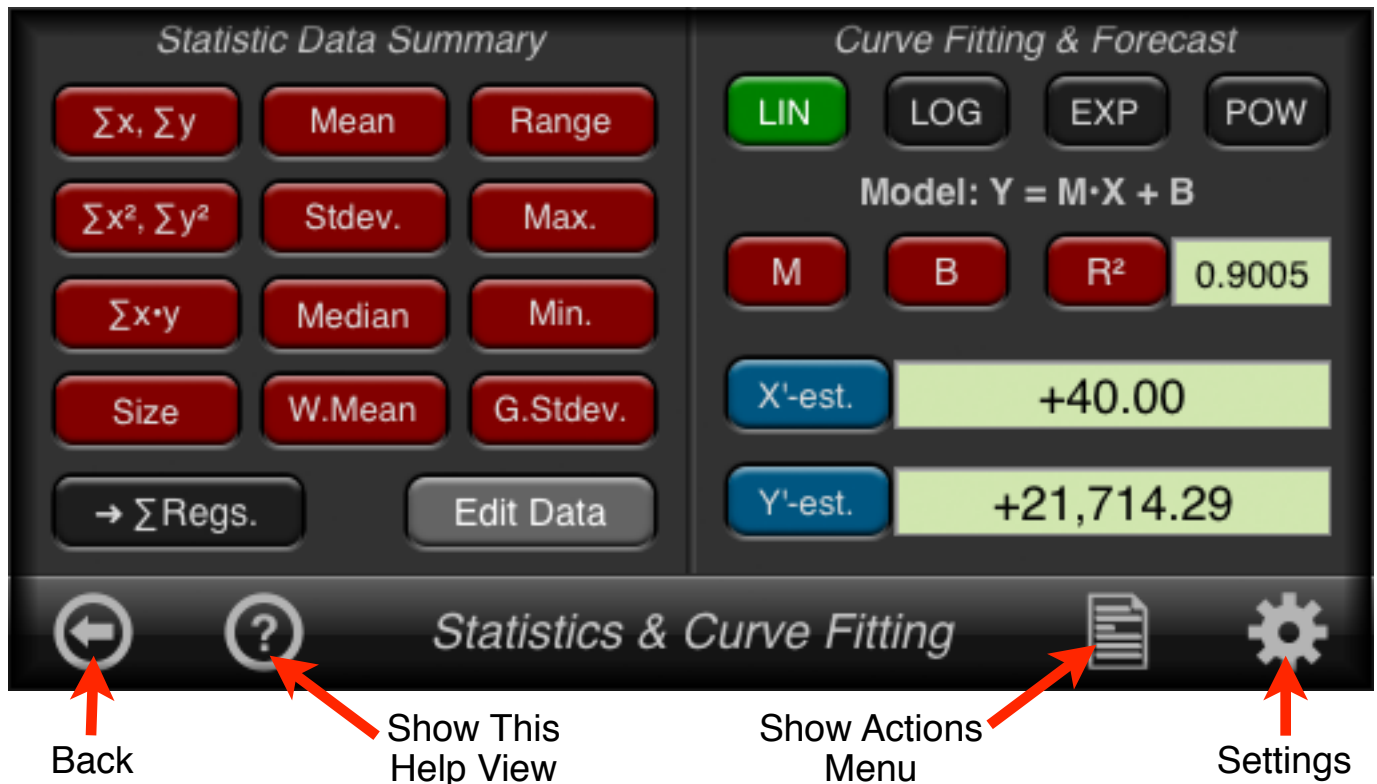 Statistic Data Summary
Curve Fitting & Forecast
∑x, ∑y Mean Range
LIN LOG EXP POW
∑x², ∑y² Stdev. Max.
Model: Y = M·X + B
∑x·y Median Min.
M B R² 0.9005
Size W.Mean G.Stdev.
X'-est. +40.00
➔ ∑Regs. Edit Data
Y'-est. +21,714.29
? Statistics & Curve Fitting
Back
Show This
Help View
Show Actions
Menu
Settings